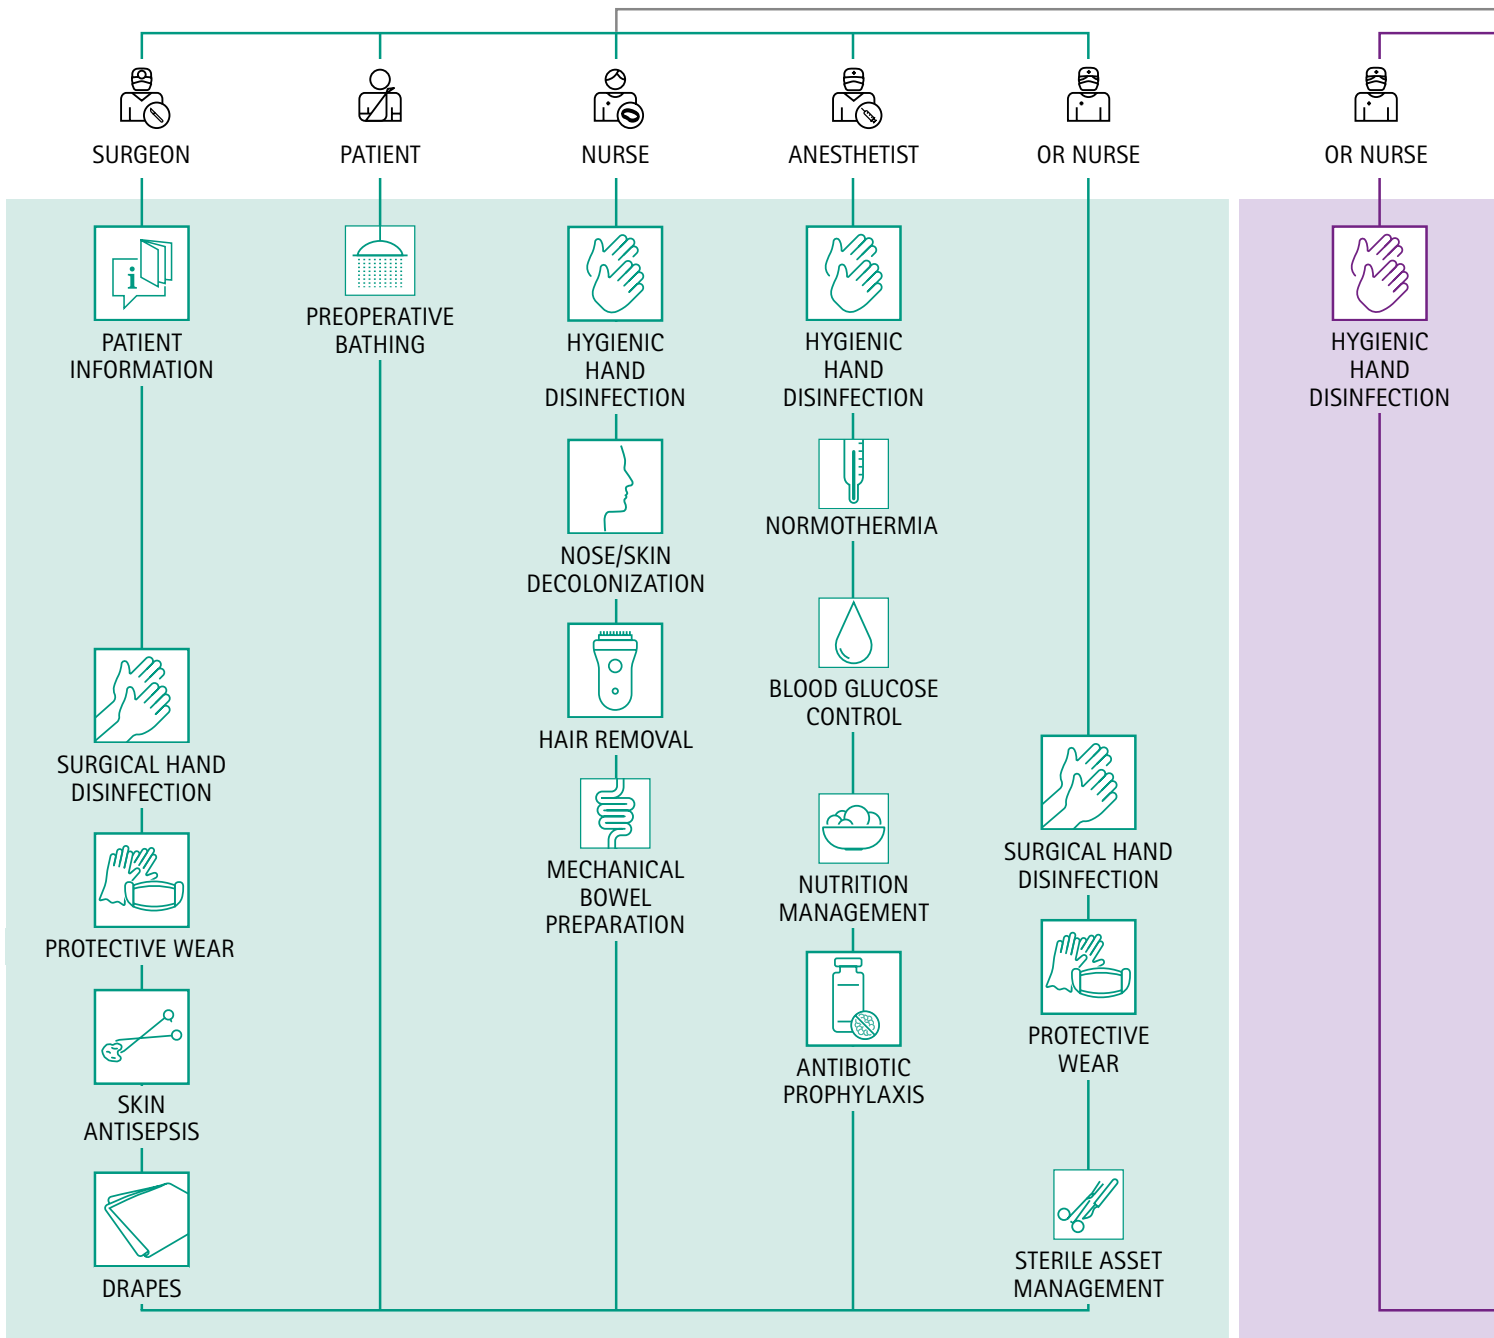 SURGEON
PATIENT
NURSE
ANESTHETIST
OR NURSE
OR NURSE
PATIENT
INFORMATION
SURGICAL HAND
DISINFECTION
PROTECTIVE WEAR
SKIN
ANTISEPSIS
DRAPES
PREOPERATIVE
BATHING
HYGIENIC
HAND
DISINFECTION
NOSE/SKIN
DECOLONIZATION
HAIR REMOVAL
MECHANICAL
BOWEL
PREPARATION
HYGIENIC
HAND
DISINFECTION
NORMOTHERMIA
BLOOD GLUCOSE
CONTROL
NUTRITION
MANAGEMENT
ANTIBIOTIC
PROPHYLAXIS
SURGICAL HAND
DISINFECTION
PROTECTIVE
WEAR
STERILE ASSET
MANAGEMENT
HYGIENIC
HAND
DISINFECTION